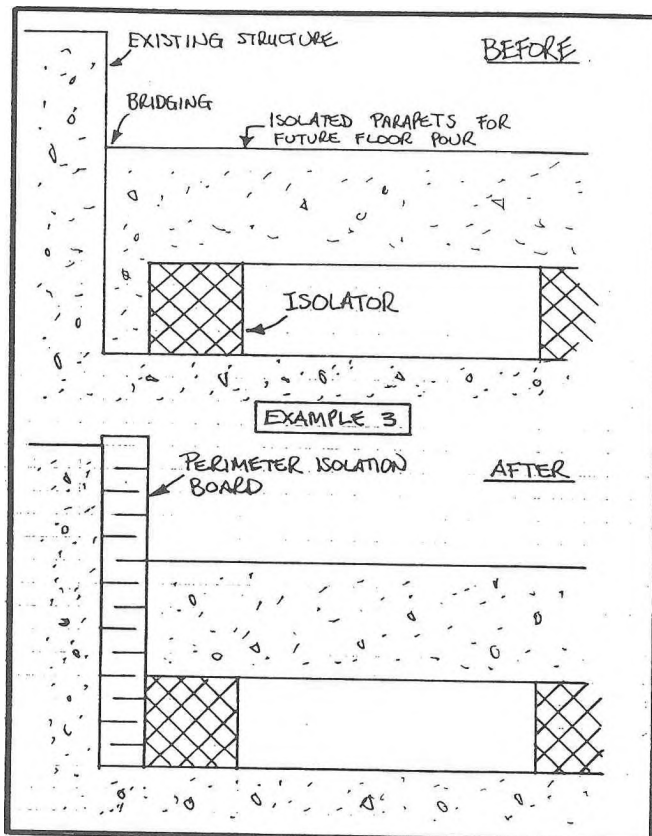 EXISTING STRUCTURE
BEFORE
BRIDGING
ISOLATED PARAPETS FOR
FUTURE FLOOR POUR
ISOLATOR
EXAMPLE 3
PERIMETER ISOLATION
BOARD
AFTER